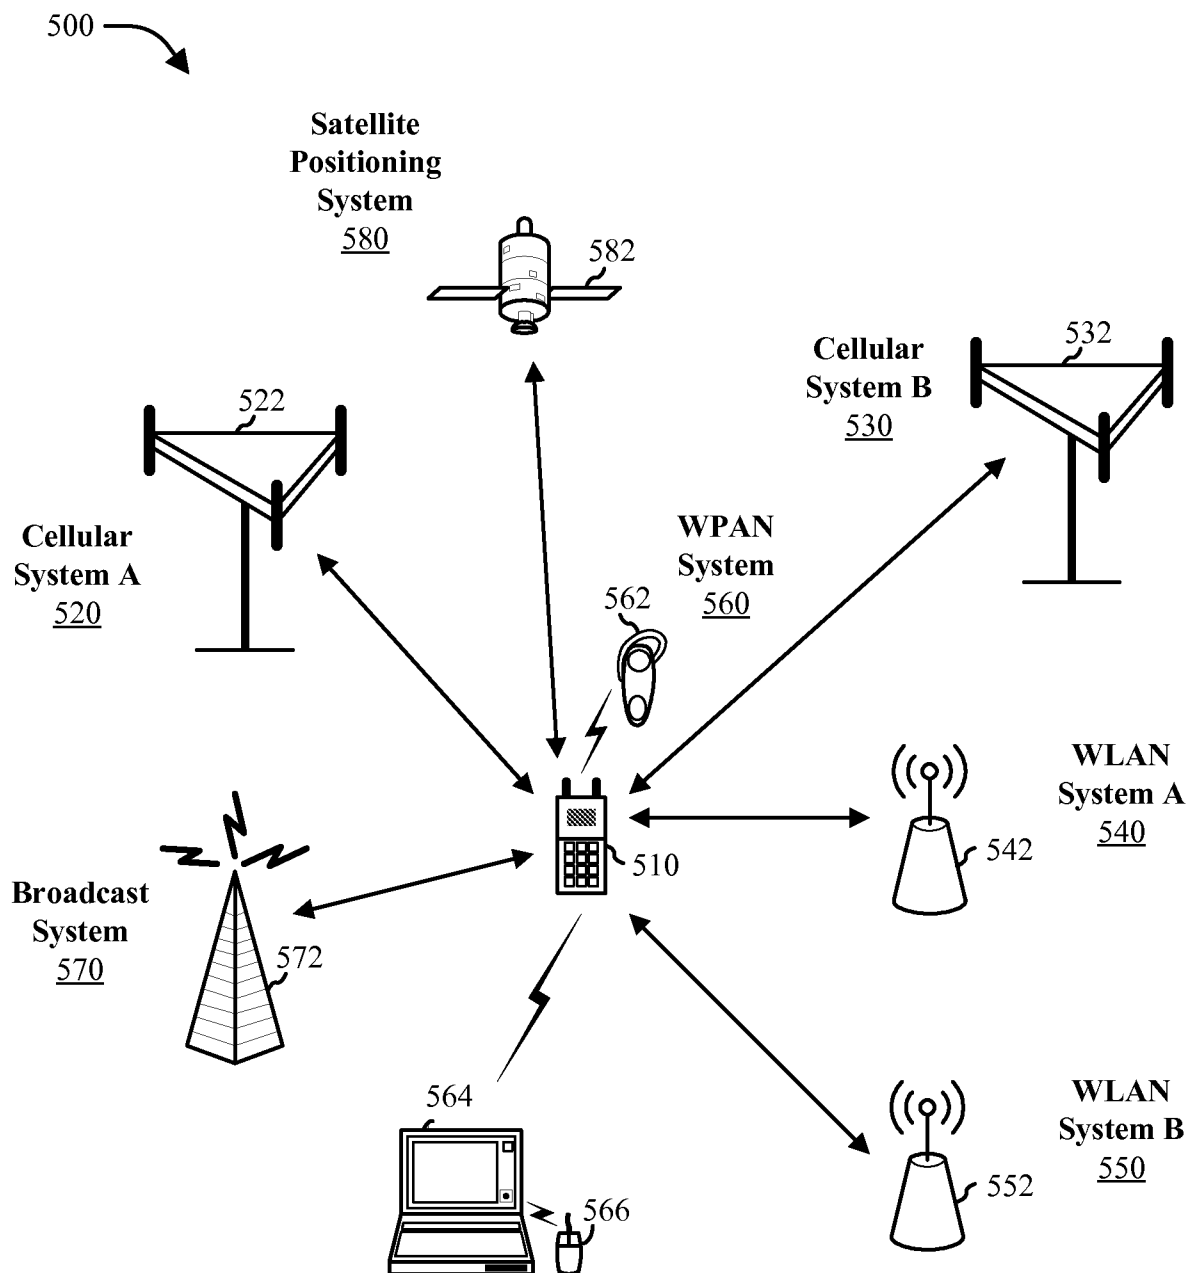 500
Satellite
Positioning
System
580
582
Cellular
System B
530
532
522
Cellular
System A
520
WPAN
System
560
562
WLAN
System A
540
542
510
Broadcast
System
570
572
564
566
WLAN
System B
550
552